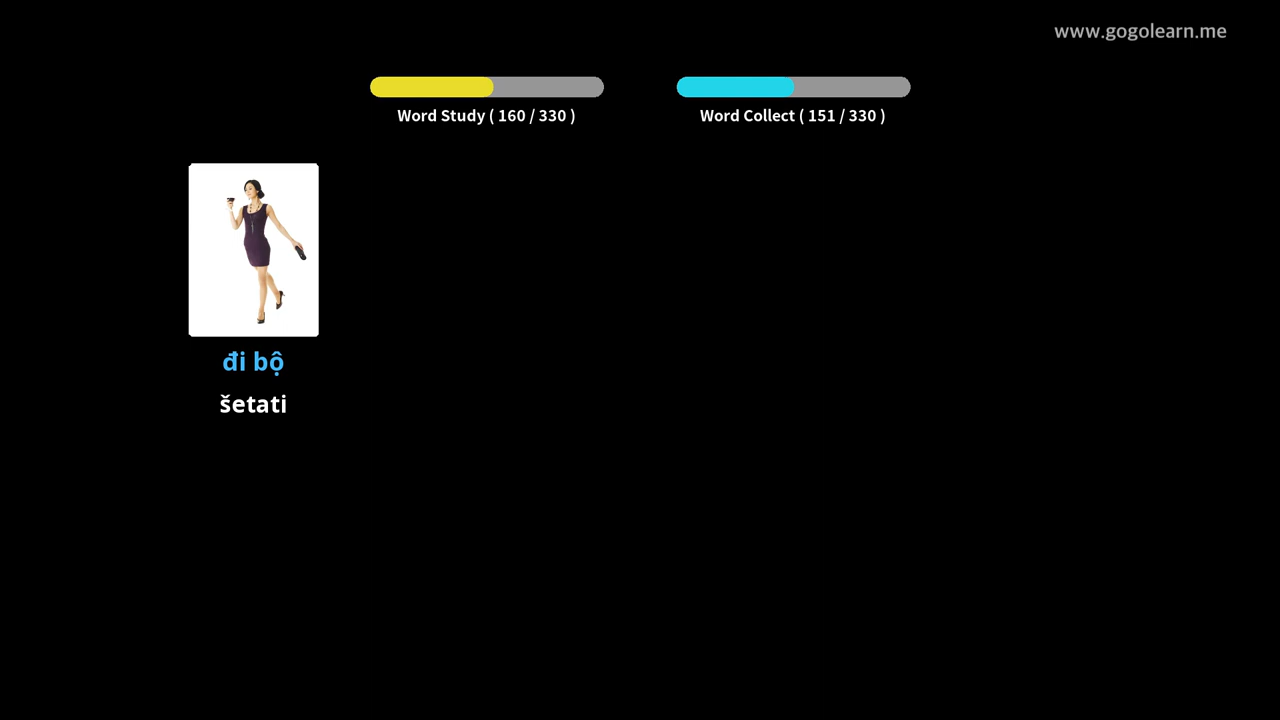 www.gogolearn.me
Word Study ( 160 / 330 )
Word Collect ( 151 / 330 )
đi bộ
šetati